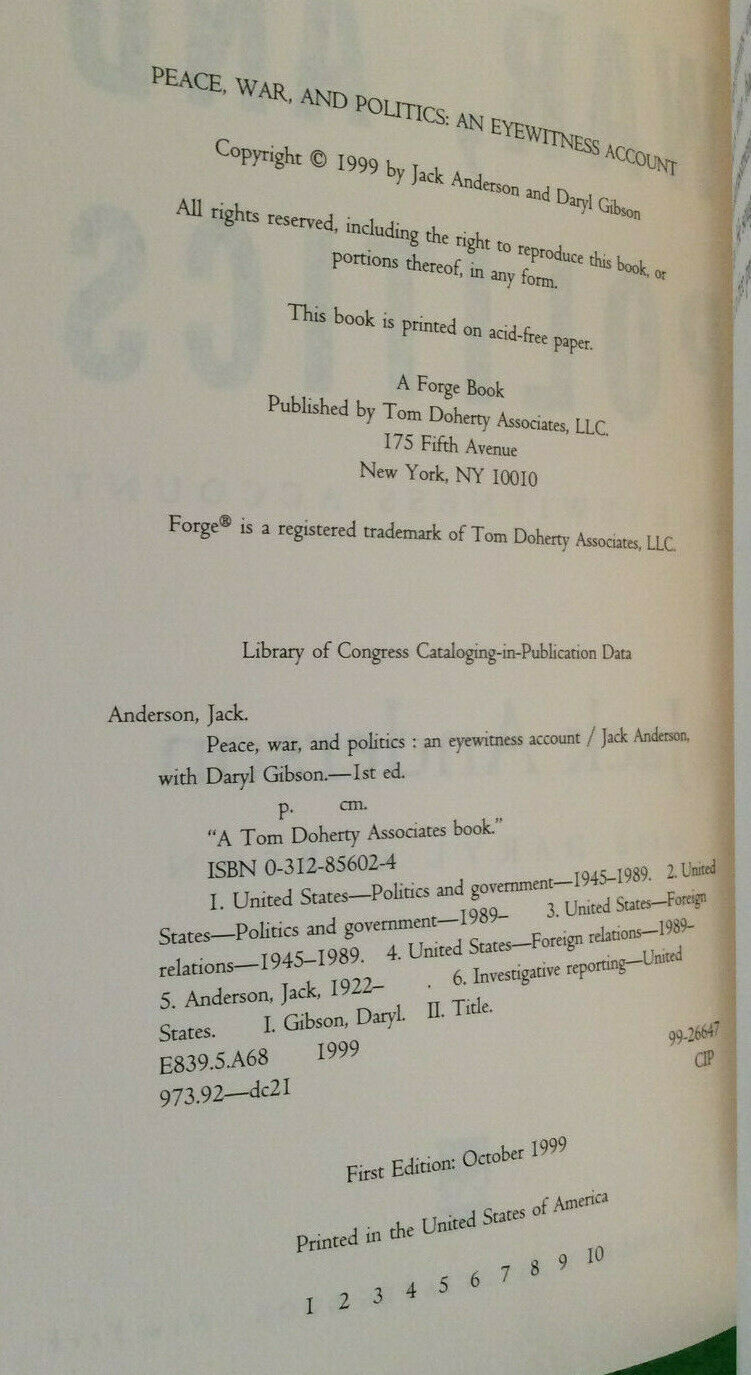 PEACE, WAR, AND POLITICS: AN EYEWITNESS ACCOUNT
Copyright © 1999 by Jack Anderson and Daryl Gibson
All rights reserved, including the right to reproduce this book, or
portions thereof, in any form.
This book is printed on acid-free paper.
A Forge Book
Published by Tom Doherty Associates, LLC.
175 Fifth Avenue
New York, NY 10010
Forge® is a registered trademark of Tom Doherty Associates, LLC.
Library of Congress Cataloging-in-Publication Data
Anderson, Jack.
Peace, war, and politics : an eyewitness account / Jack Anderson,
with Daryl Gibson.—1st ed.
p. cm.
"A Tom Doherty Associates book."
ISBN 0-312-85602-4
1. United States—Politics and government—1945–1989. 2. United
States—Politics and government—1989– 3. United States—Foreign
relations—1945–1989. 4. United States—Foreign relations—1989–
5. Anderson, Jack, 1922– . 6. Investigative reporting—United
States. I. Gibson, Daryl. II. Title.
E839.5.A68 1999
973.92—dc21
99-26647
CIP
First Edition: October 1999
Printed in the United States of America
1 2 3 4 5 6 7 8 9 10